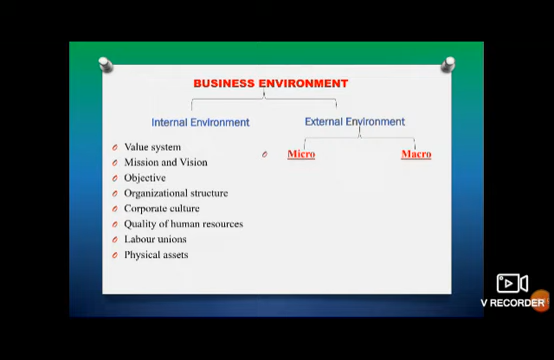 BUSINESS ENVIRONMENT
Internal Environment
External Environment
Value system
Mission and Vision
Objective
Organizational structure
Corporate culture
Quality of human resources
Labour unions
Physical assets
Micro
Macro
V RECORDER